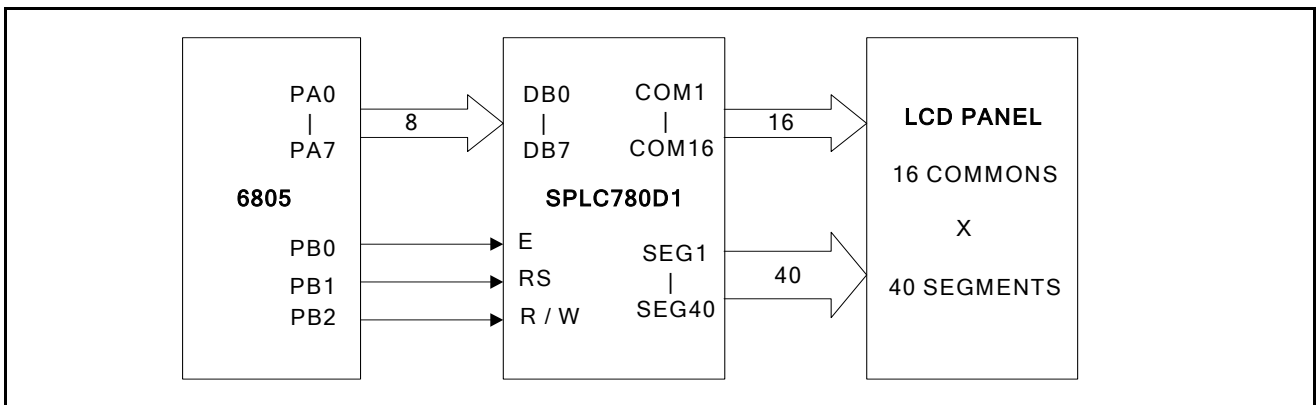 PA0
|
PA7
8
6805
PB0
PB1
PB2
DB0
|
DB7
COM1
|
COM16
SPLC780D1
E
RS
R / W
SEG1
|
SEG40
16
40
LCD PANEL
16 COMMONS
X
40 SEGMENTS